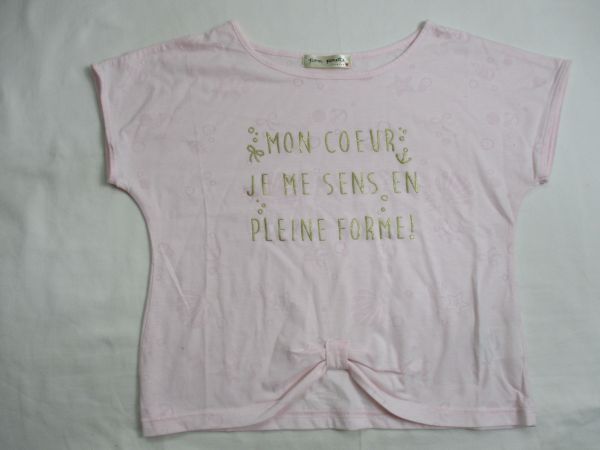 MON COEUR
JE ME SENS EN
PLEINE FORME!